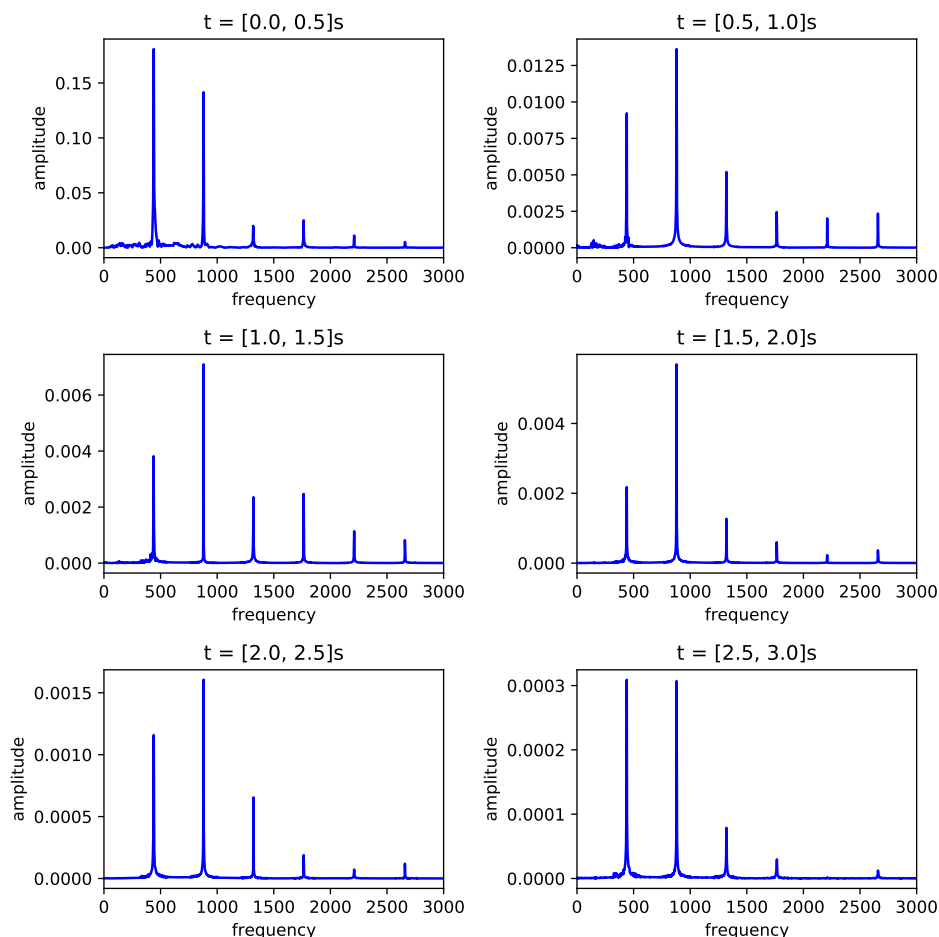 t = [0.0, 0.5]s
amplitude
0.15
0.10
0.05
0.00
0 500 1000 1500 2000 2500 3000
frequency
t = [0.5, 1.0]s
amplitude
0.0125
0.0100
0.0075
0.0050
0.0025
0.0000
0 500 1000 1500 2000 2500 3000
frequency
t = [1.0, 1.5]s
amplitude
0.006
0.004
0.002
0.000
0 500 1000 1500 2000 2500 3000
frequency
t = [1.5, 2.0]s
amplitude
0.004
0.002
0.000
0 500 1000 1500 2000 2500 3000
frequency
t = [2.0, 2.5]s
amplitude
0.0015
0.0010
0.0005
0.0000
0 500 1000 1500 2000 2500 3000
frequency
t = [2.5, 3.0]s
amplitude
0.0003
0.0002
0.0001
0.0000
0 500 1000 1500 2000 2500 3000
frequency